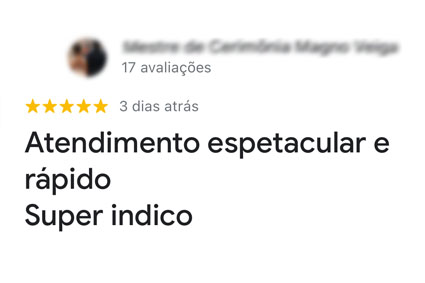 17 avaliações
★★★★★ 3 dias atrás
Atendimento espetacular e
rápido
Super indico